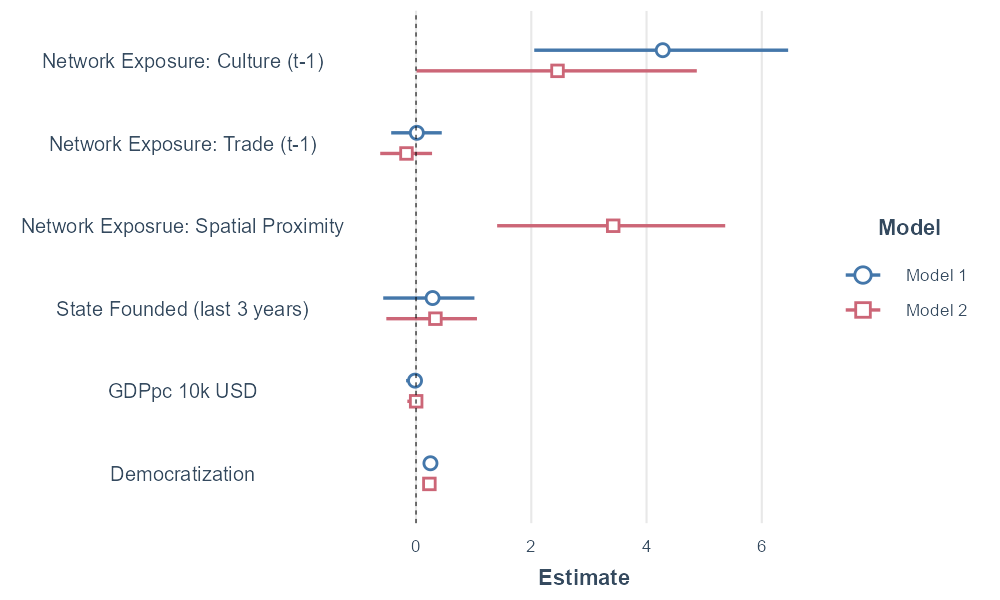 Network Exposure: Culture (t-1)
Network Exposure: Trade (t-1)
Network Exposrue: Spatial Proximity
State Founded (last 3 years)
GDPpc 10k USD
Democratization
0 2 4 6
Estimate
Model
Model 1
Model 2